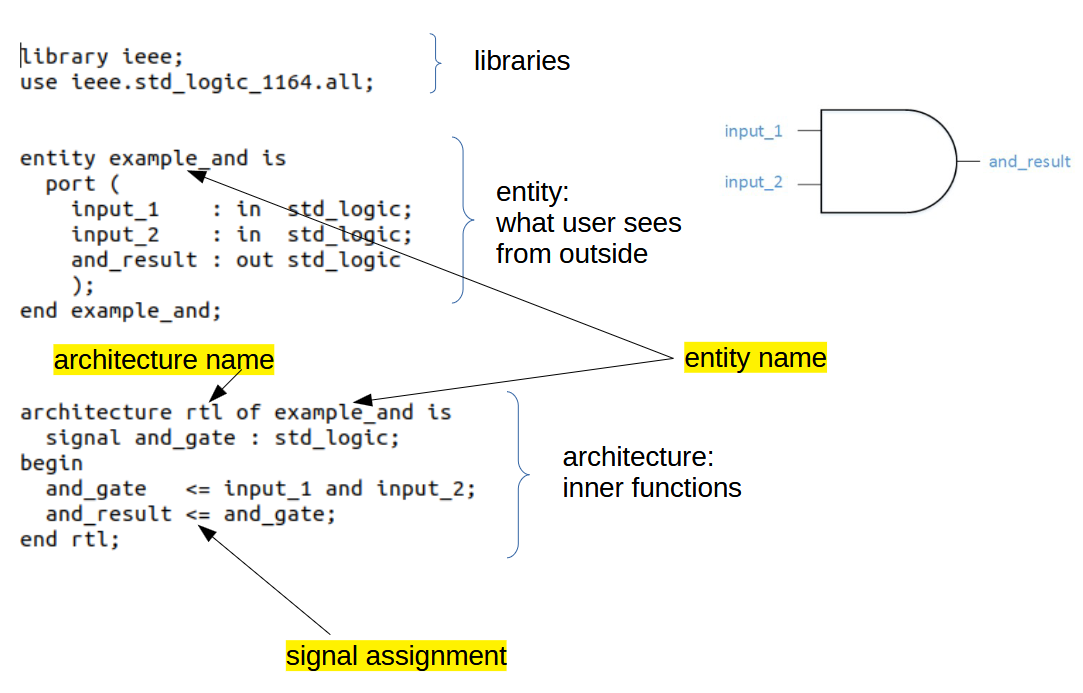 library ieee;
use ieee.std_logic_1164.all;
libraries
entity example_and is
  port (
    input_1    : in  std_logic;
    input_2    : in  std_logic;
    and_result : out std_logic
    );
end example_and;
entity:
what user sees
from outside
input_1
input_2
and_result
architecture name
entity name
architecture rtl of example_and is
  signal and_gate : std_logic;
begin
  and_gate   <= input_1 and input_2;
  and_result <= and_gate;
end rtl;
architecture:
inner functions
signal assignment